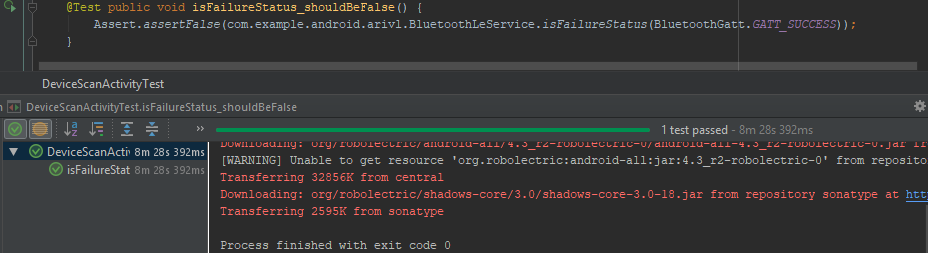 @Test public void isFailureStatus_shouldBeFalse() {
Assert.assertFalse(com.example.android.arivl.BluetoothLeService.isFailureStatus(BluetoothGatt.GATT_SUCCESS));
}
DeviceScanActivityTest
DeviceScanActivityTest.isFailureStatus_shouldBeFalse
1 test passed - 8m 28s 392ms
DeviceScanActi 8m 28s 392ms
isFailureStat 8m 28s 392ms
Downloading: org/robolectric/android-all/4.3_r2-robolectric-0/android-all-4.3_r2-robolectric-0.jar
[WARNING] Unable to get resource 'org.robolectric:android-all:jar:4.3_r2-robolectric-0' from reposito
Transferring 32856K from central
Downloading: org/robolectric/shadows-core/3.0/shadows-core-3.0-18.jar from repository sonatype at htt
Transferring 2595K from sonatype
Process finished with exit code 0